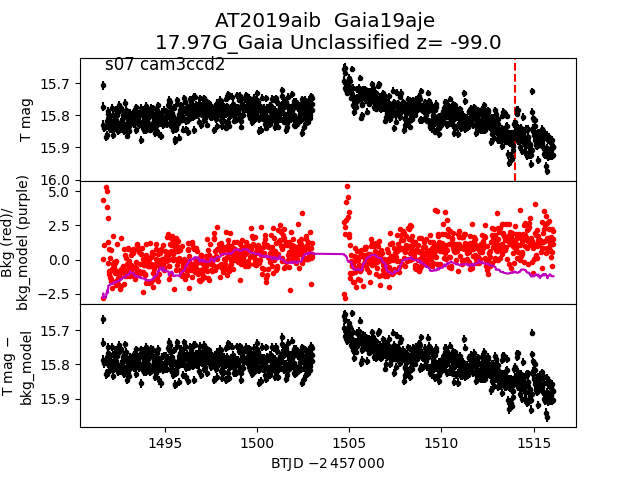 AT2019aib  Gaia19aje
17.97G_Gaia Unclassified z= -99.0
s07 cam3ccd2
15.7
15.8
15.9
16.0
T mag
5.0
2.5
0.0
−2.5
Bkg (red)/
bkg_model (purple)
15.7
15.8
15.9
T mag −
bkg_model
1495
1500
1505
1510
1515
BTJD −2 457 000